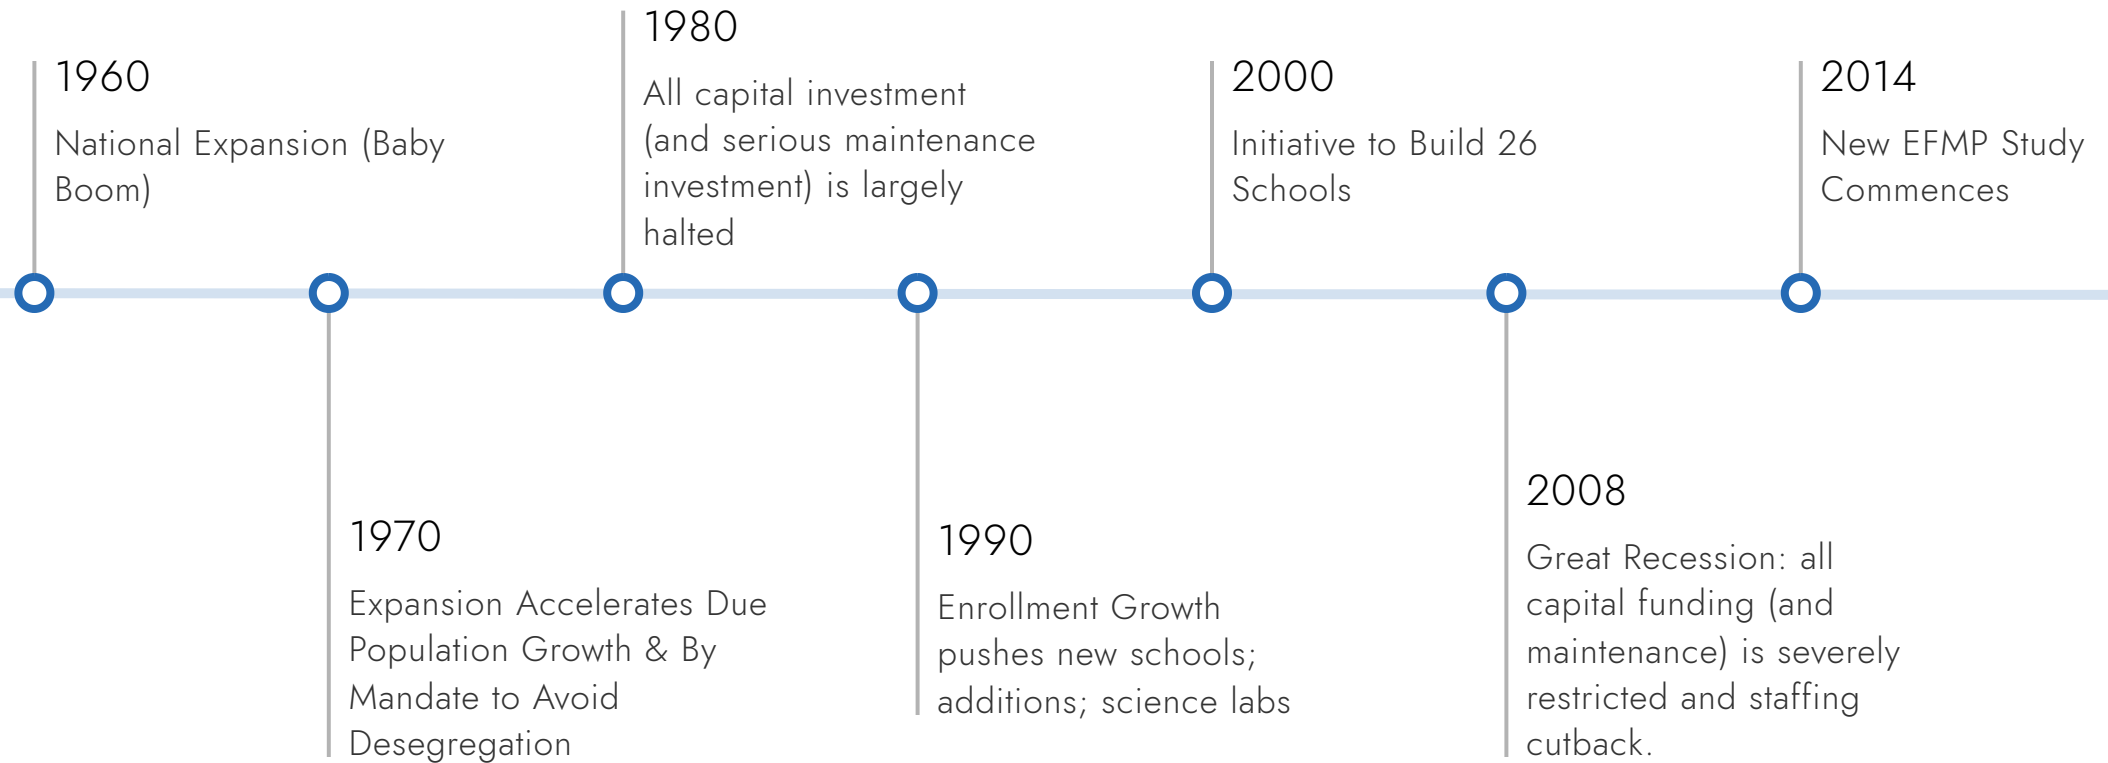 1960
National Expansion (Baby
Boom)
1970
Expansion Accelerates Due
Population Growth & By
Mandate to Avoid
Desegregation
1980
All capital investment
(and serious maintenance
investment) is largely
halted
1990
Enrollment Growth
pushes new schools;
additions; science labs
2000
Initiative to Build 26
Schools
2008
Great Recession: all
capital funding (and
maintenance) is severely
restricted and staffing
cutback.
2014
New EFMP Study
Commences